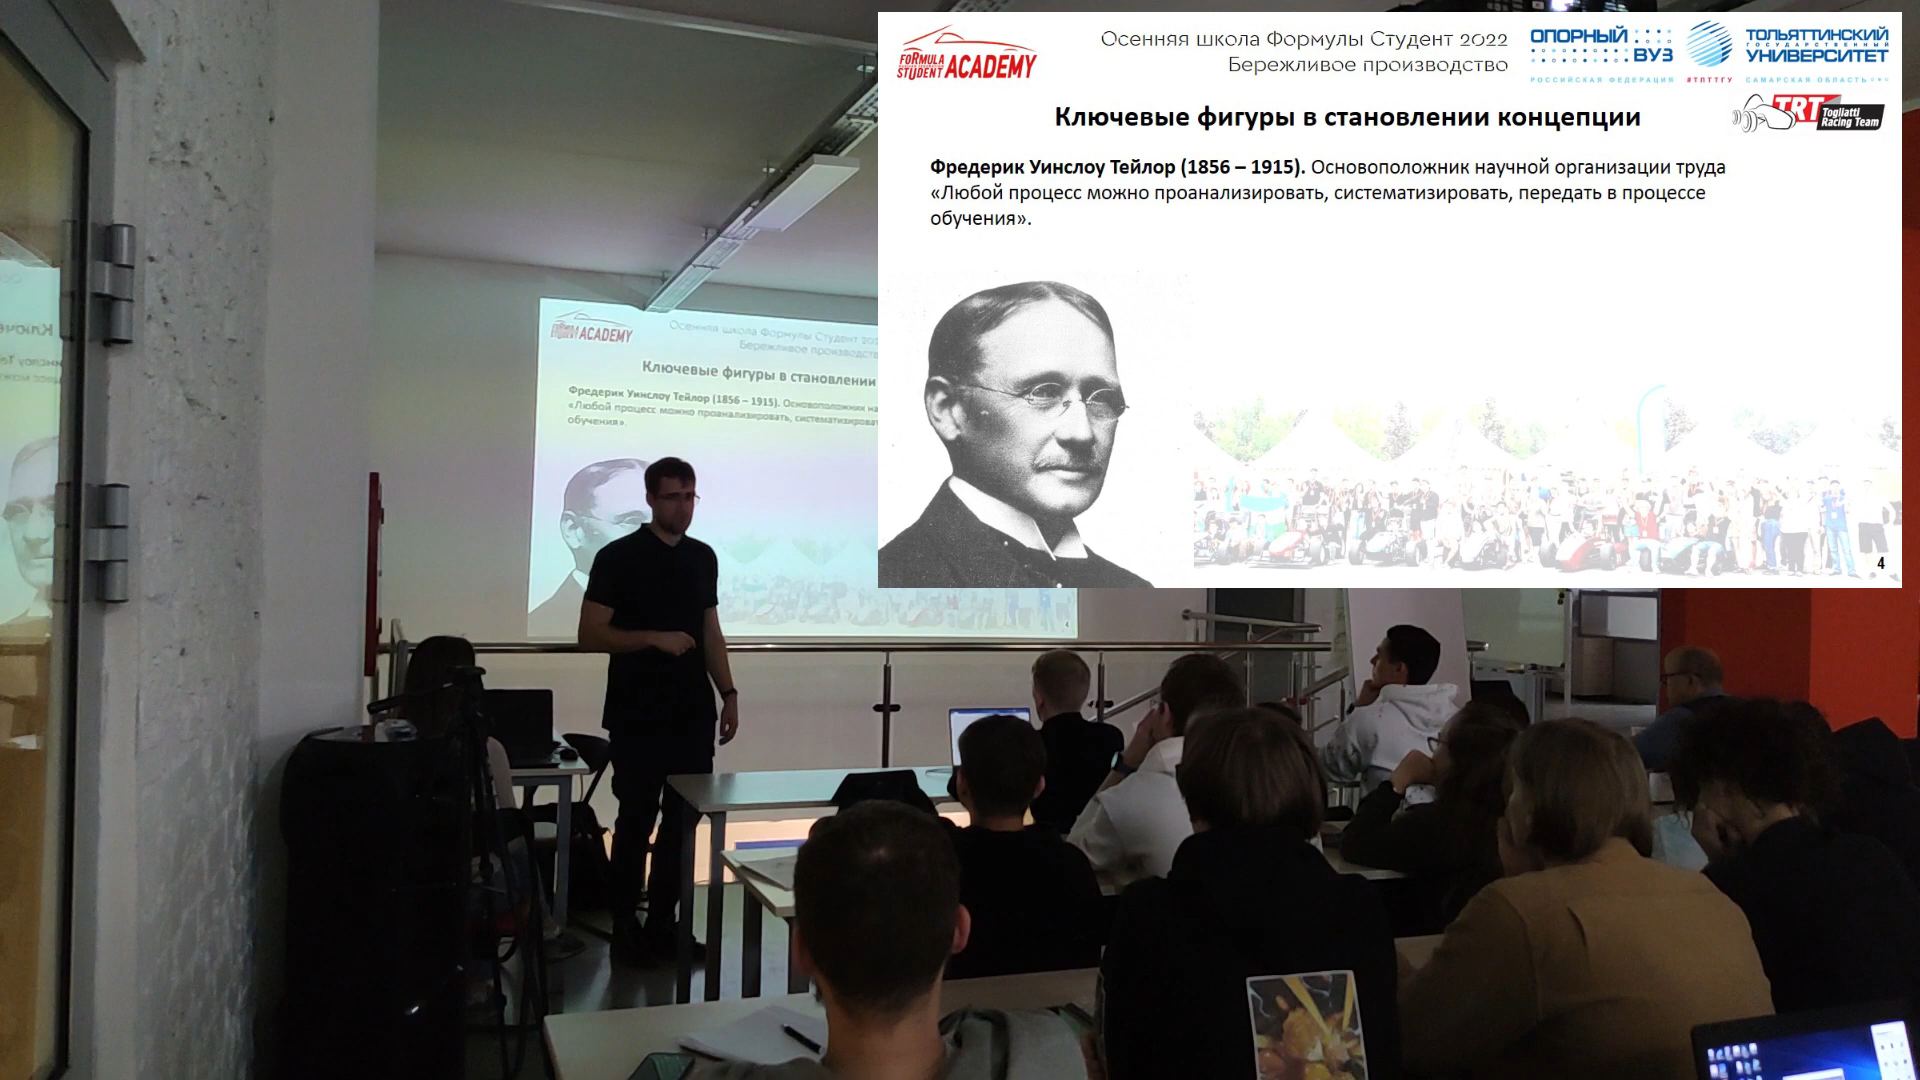 FORMULA
STUDENT ACADEMY
Осенняя школа Формулы Студент 2022
Бережливое производство
ОПОРНЫЙ
ВУЗ
РОССИЙСКАЯ ФЕДЕРАЦИЯ
#ТПТТГУ
ТОЛЬЯТТИНСКИЙ
ГОСУДАРСТВЕННЫЙ
УНИВЕРСИТЕТ
САМАРСКАЯ ОБЛАСТЬ
TRT
Togliatti
Racing Team
Ключевые фигуры в становлении концепции
Фредерик Уинслоу Тейлор (1856 – 1915). Основоположник научной организации труда
«Любой процесс можно проанализировать, систематизировать, передать в процессе
обучения».
4
ACADEMY
Осенняя школа Формулы Студент
Бережливое производство
Ключевые фигуры в становлении
Фредерик Уинслоу Тейлор (1856 – 1915). Основоположник
«Любой процесс можно проанализировать,
обучения».